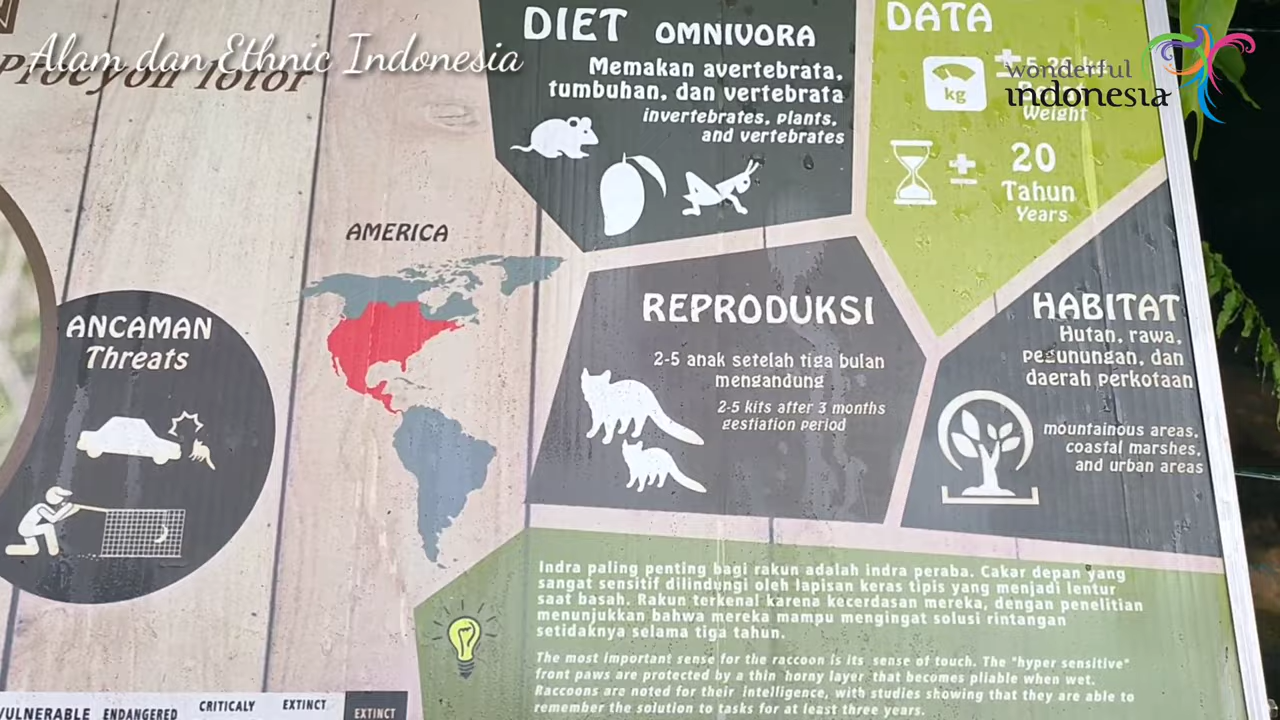 Alam dan Ethnic Indonesia
Procyon lotor
wonderful
indonesia
DIET OMNIVORA
Memakan avertebrata,
tumbuhan, dan vertebrata
invertebrates, plants,
and vertebrates
DATA
kg
Weight
± 20
Tahun
Years
AMERICA
ANCAMAN
Threats
REPRODUKSI
2-5 anak setelah tiga bulan
mengandung
2-5 kits after 3 months
gestiation period
HABITAT
Hutan, rawa,
pegunungan, dan
daerah perkotaan
mountainous areas,
coastal marshes,
and urban areas
Indra paling penting bagi rakun adalah indra peraba. Cakar depan yang
sangat sensitif dilindungi oleh lapisan keras tipis yang menjadi lentur
saat basah. Rakun terkenal karena kecerdasan mereka, dengan penelitian
menunjukkan bahwa mereka mampu mengingat solusi rintangan
setidaknya selama tiga tahun.
The most important sense for the raccoon is its sense of touch. The "hyper sensitive"
front paws are protected by a thin horny layer that becomes pliable when wet.
Raccoons are noted for their intelligence, with studies showing that they are able to
remember the solution to tasks for at least three years.
VULNERABLE ENDANGERED CRITICALY EXTINCT EXTINCT